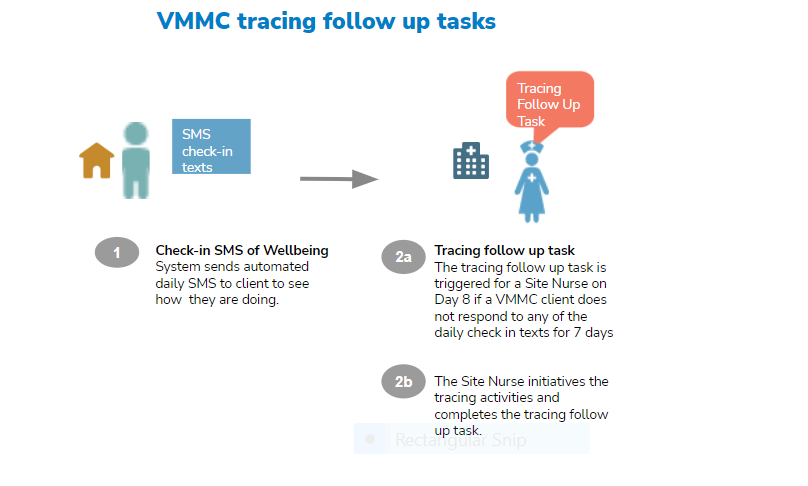 VMMC tracing follow up tasks
Tracing
Follow Up
Task
SMS
check-in
texts
1
Check-in SMS of Wellbeing
System sends automated
daily SMS to client to see
how they are doing.
2a
Tracing follow up task
The tracing follow up task is
triggered for a Site Nurse on
Day 8 if a VMMC client does
not respond to any of the
daily check in texts for 7 days
2b
The Site Nurse initiatives the
tracing activities and
completes the tracing follow
up task.
Rectangular Snip